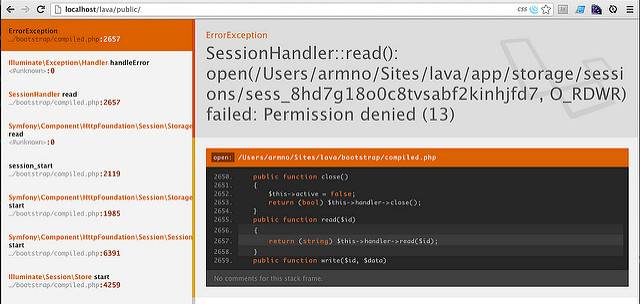 localhost/lava/public/
css
ErrorException
../bootstrap/compiled.php:2657
Illuminate\Exception\Handler handleError
<#unknown>:0
SessionHandler read
../bootstrap/compiled.php:2657
Symfony\Component\HttpFoundation\Session\Storage
read
<#unknown>:0
session_start
../bootstrap/compiled.php:2119
Symfony\Component\HttpFoundation\Session\Storage
start
../bootstrap/compiled.php:1985
Symfony\Component\HttpFoundation\Session\Session
start
../bootstrap/compiled.php:6391
Illuminate\Session\Store start
../bootstrap/compiled.php:4259
ErrorException
SessionHandler::read():
open(/Users/armno/Sites/lava/app/storage/sessi
ons/sess_8hd7g18o0c8tvsabf2kinhjfd7, O_RDWR)
failed: Permission denied (13)
open: /Users/armno/Sites/lava/bootstrap/compiled.php
2650. public function close()
2651. {
2652. $this->active = false;
2653. return (bool) $this->handler->close();
2654. }
2655. public function read($id)
2656. {
2657. return (string) $this->handler->read($id);
2658. }
2659. public function write($id, $data)
No comments for this stack frame.